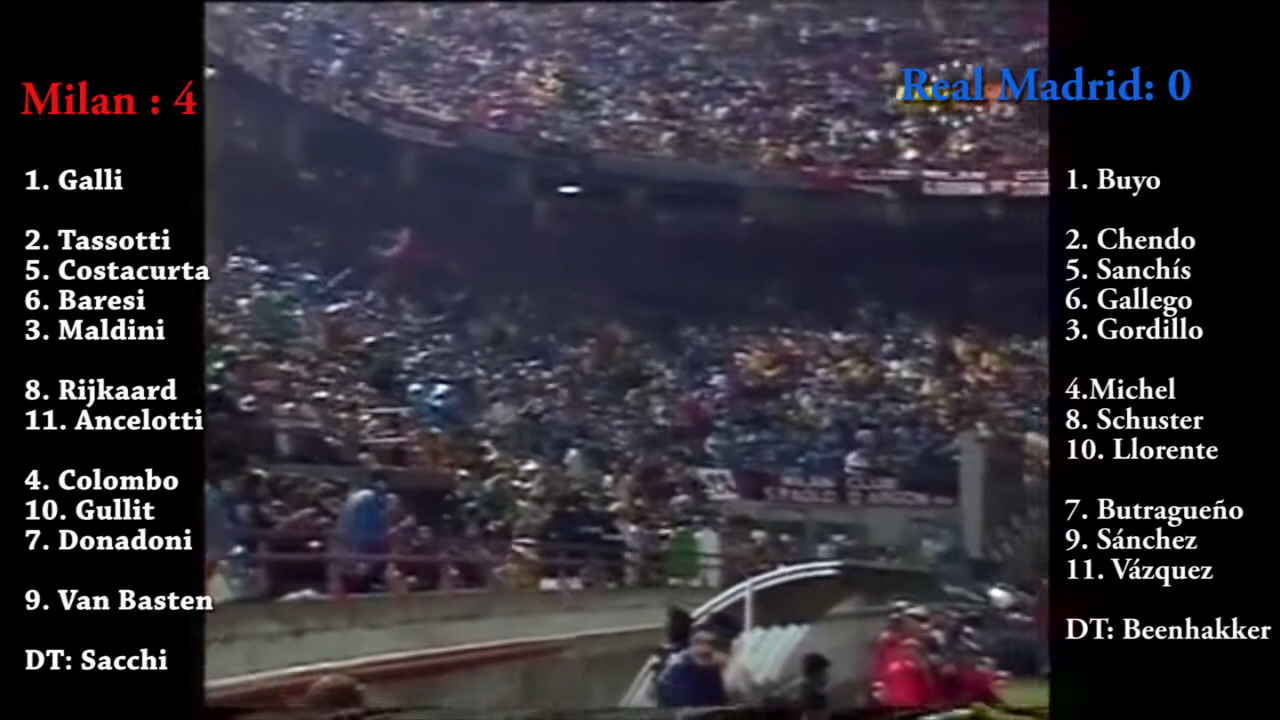 Milan : 4
1. Galli
2. Tassotti
5. Costacurta
6. Baresi
3. Maldini
8. Rijkaard
11. Ancelotti
4. Colombo
10. Gullit
7. Donadoni
9. Van Basten
DT: Sacchi
MILAN CLUB
Real Madrid: 0
1. Buyo
2. Chendo
5. Sanchís
6. Gallego
3. Gordillo
4.Michel
8. Schuster
10. Llorente
7. Butragueño
9. Sánchez
11. Vázquez
DT: Beenhakker